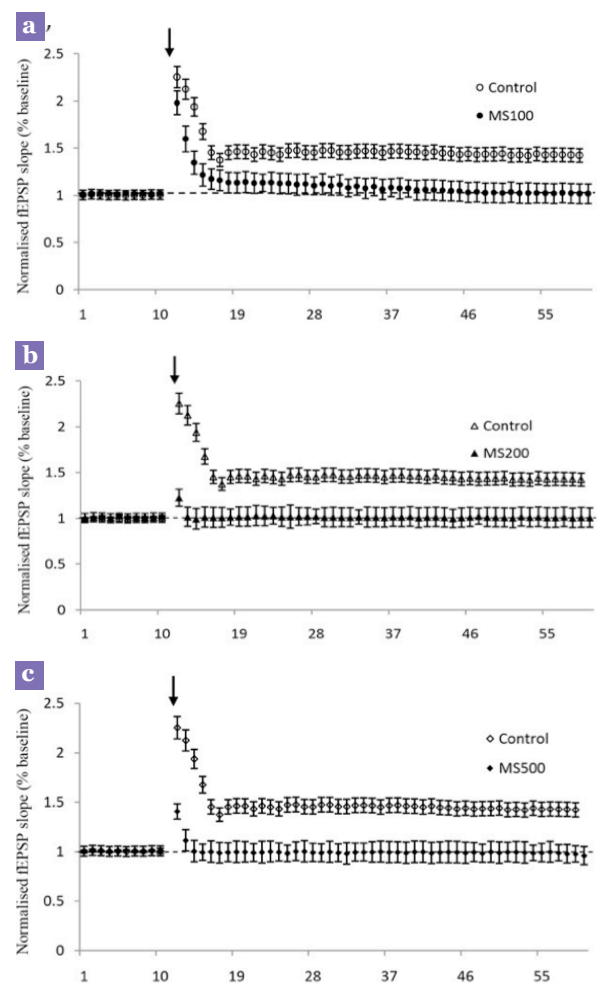 a ,
Normalised fEPSP slope (% baseline)
2.5
2
1.5
1
0.5
0
Control
MS100
1 10 19 28 37 46 55
b
Normalised fEPSP slope (% baseline)
2.5
2
1.5
1
0.5
0
Control
MS200
1 10 19 28 37 46 55
c
Normalised fEPSP slope (% baseline)
2.5
2
1.5
1
0.5
0
Control
MS500
1 10 19 28 37 46 55